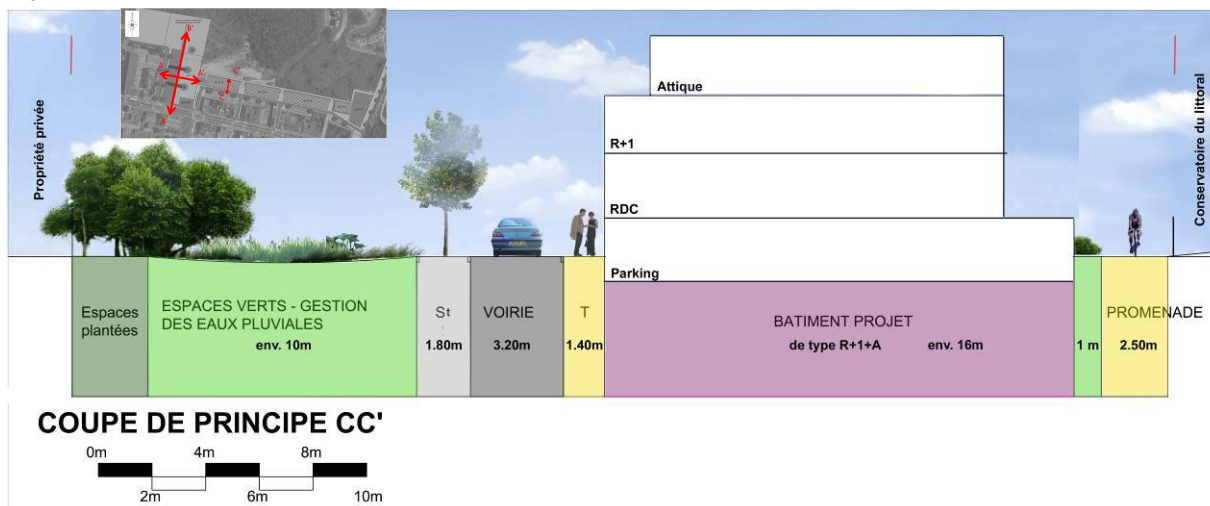 Propriété privée
B'
A
A'
B
C
Attique
R+1
RDC
Parking
Conservatoire du littoral
Espaces
plantées
ESPACES VERTS - GESTION
DES EAUX PLUVIALES
env. 10m
St
1.80m
VOIRIE
3.20m
T
1.40m
BATIMENT PROJET
de type R+1+A env. 16m
1 m
PROMENADE
2.50m
COUPE DE PRINCIPE CC'
0m 4m 8m
2m 6m 10m